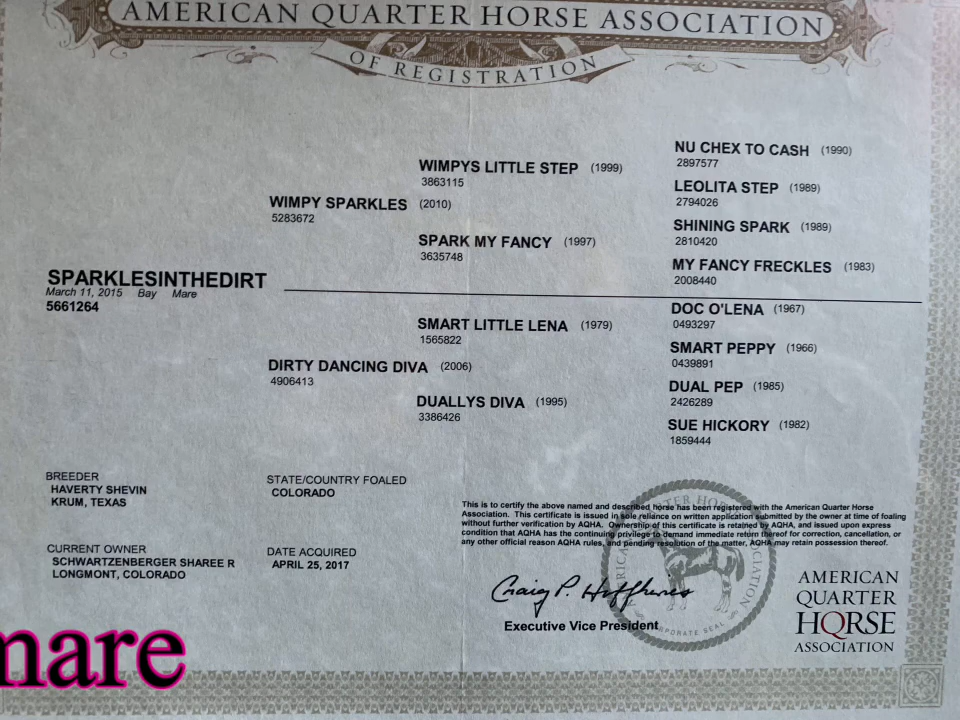 AMERICAN QUARTER HORSE ASSOCIATION
OF REGISTRATION
NU CHEX TO CASH (1990)
2897577
WIMPYS LITTLE STEP (1999)
3863115
LEOLITA STEP (1989)
2794026
WIMPY SPARKLES (2010)
5283672
SHINING SPARK (1989)
2810420
SPARK MY FANCY (1997)
3635748
MY FANCY FRECKLES (1983)
2008440
SPARKLESINTHEDIRT
March 11, 2015 Bay Mare
5661264
DOC O'LENA (1967)
0493297
SMART LITTLE LENA (1979)
1565822
SMART PEPPY (1966)
0439891
DIRTY DANCING DIVA (2006)
4906413
DUAL PEP (1985)
2426289
DUALLYS DIVA (1995)
3386426
SUE HICKORY (1982)
1859444
BREEDER
HAVERTY SHEVIN
KRUM, TEXAS
STATE/COUNTRY FOALED
COLORADO
CURRENT OWNER
SCHWARTZENBERGER SHAREE R
LONGMONT, COLORADO
DATE ACQUIRED
APRIL 25, 2017
This is to certify the above named and described horse has been registered with the American Quarter Horse
Association. This certificate is issued in sole reliance on written application submitted by the owner at time of foaling
without further verification by AQHA. Ownership of this certificate is retained by AQHA, and issued upon express
condition that AQHA has the continuing privilege to demand immediate return thereof for correction, cancellation, or
any other official reason AQHA rules, and pending resolution of the matter, AQHA may retain possession thereof.
Craig P. Huffhines
Executive Vice President
CORPORATE SEAL
AMERICAN
QUARTER
HORSE
ASSOCIATION
mare